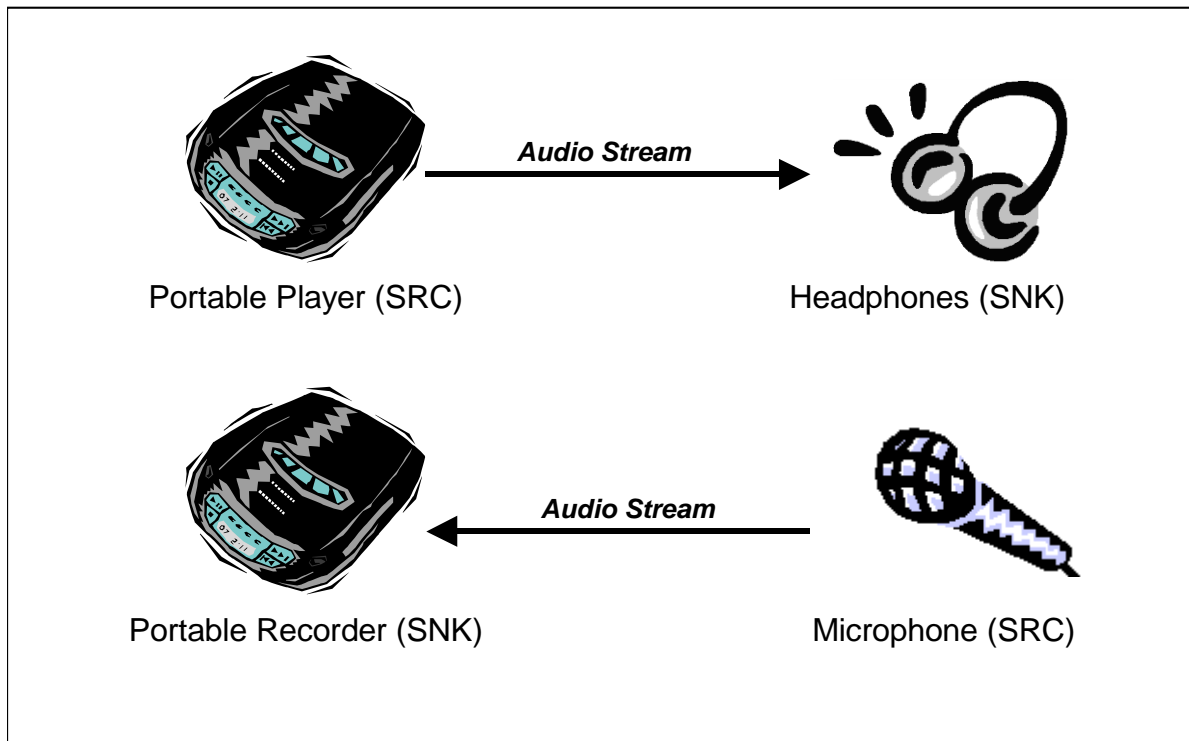 Audio Stream
Portable Player (SRC)
Headphones (SNK)
Audio Stream
Portable Recorder (SNK)
Microphone (SRC)